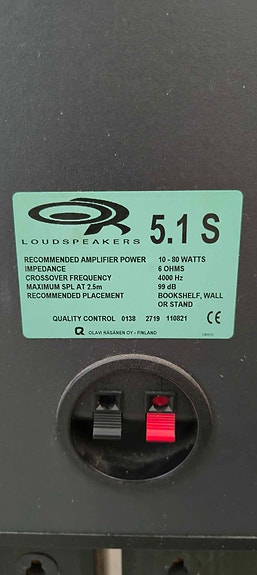 OR
LOUDSPEAKERS
5.1 S
RECOMMENDED AMPLIFIER POWER 10 - 80 WATTS
IMPEDANCE 6 OHMS
CROSSOVER FREQUENCY 4000 Hz
MAXIMUM SPL AT 2.5m 99 dB
RECOMMENDED PLACEMENT BOOKSHELF, WALL
OR STAND
QUALITY CONTROL 0138 2719 110821 CE
OLAVI RÄSÄNEN OY - FINLAND